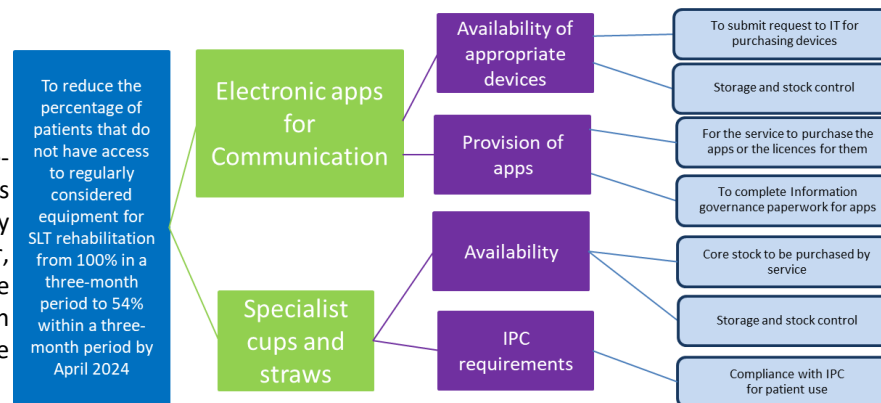 -
s
y
r,
e
n
e
To reduce the
percentage of
patients that do
not have access
to regularly
considered
equipment for
SLT rehabilitation
from 100% in a
three-month
period to 54%
within a three-
month period by
April 2024
Electronic apps
for
Communication
Specialist
cups and
straws
Availability of
appropriate
devices
Provision of
apps
Availability
IPC
requirements
To submit request to IT for
purchasing devices
Storage and stock control
For the service to purchase the
apps or the licences for them
To complete Information
governance paperwork for apps
Core stock to be purchased by
service
Storage and stock control
Compliance with IPC
for patient use